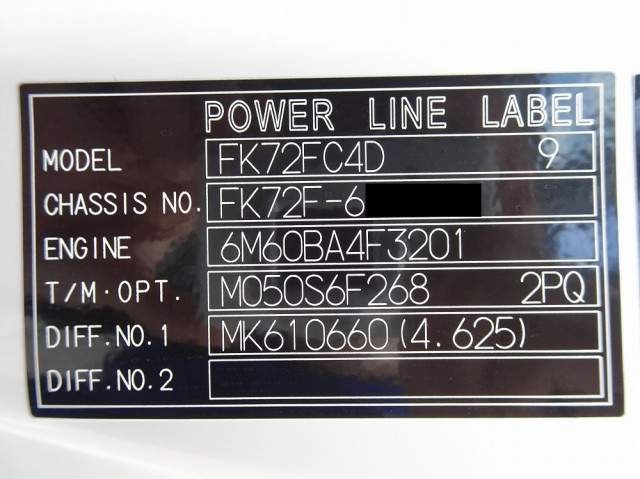 POWER LINE LABEL
MODEL FK72FC4D 9
CHASSIS NO. FK72F-6
ENGINE 6M60BA4F3201
T/M·OPT. M050S6F268 2PQ
DIFF.NO.1 MK610660(4.625)
DIFF.NO.2